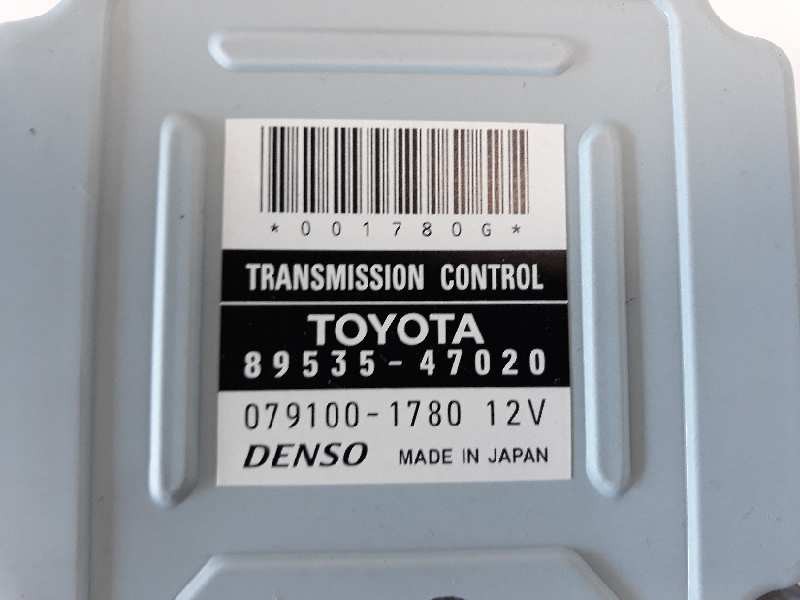 *001780G*
TRANSMISSION CONTROL
TOYOTA
89535-47020
079100-1780 12V
DENSO MADE IN JAPAN